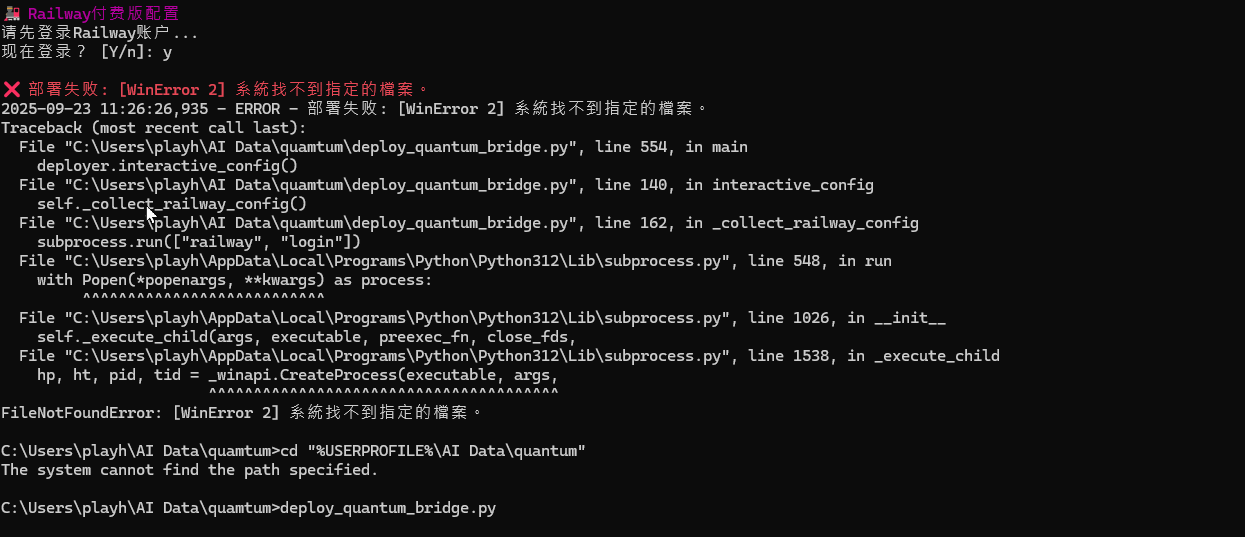 Railway付费版配置
请先登录Railway账户...
现在登录？ [Y/n]: y
❌ 部署失败: [WinError 2] 系統找不到指定的檔案。
2025-09-23 11:26:26,935 - ERROR - 部署失败: [WinError 2] 系統找不到指定的檔案。
Traceback (most recent call last):
  File "C:\Users\playh\AI Data\quamtum\deploy_quantum_bridge.py", line 554, in main
    deployer.interactive_config()
  File "C:\Users\playh\AI Data\quamtum\deploy_quantum_bridge.py", line 140, in interactive_config
    self._collect_railway_config()
  File "C:\Users\playh\AI Data\quamtum\deploy_quantum_bridge.py", line 162, in _collect_railway_config
    subprocess.run(["railway", "login"])
  File "C:\Users\playh\AppData\Local\Programs\Python\Python312\Lib\subprocess.py", line 548, in run
    with Popen(*popenargs, **kwargs) as process:
         ^^^^^^^^^^^^^^^^^^^^^^^^^^^
  File "C:\Users\playh\AppData\Local\Programs\Python\Python312\Lib\subprocess.py", line 1026, in __init__
    self._execute_child(args, executable, preexec_fn, close_fds,
  File "C:\Users\playh\AppData\Local\Programs\Python\Python312\Lib\subprocess.py", line 1538, in _execute_child
    hp, ht, pid, tid = _winapi.CreateProcess(executable, args,
                       ^^^^^^^^^^^^^^^^^^^^^^^^^^^^^^^^^^^^^^^
FileNotFoundError: [WinError 2] 系統找不到指定的檔案。
C:\Users\playh\AI Data\quamtum>cd "%USERPROFILE%\AI Data\quantum"
The system cannot find the path specified.
C:\Users\playh\AI Data\quamtum>deploy_quantum_bridge.py